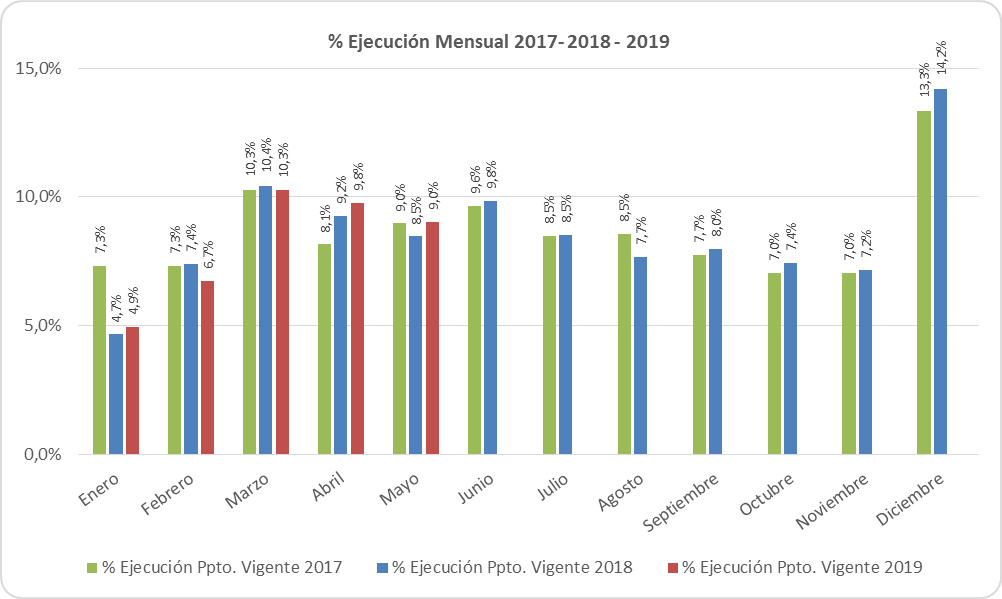 % Ejecución Mensual 2017- 2018 - 2019
15,0%
10,0%
5,0%
0,0%
7,3%
4,7%
4,9%
7,3%
7,4%
6,7%
10,3%
10,4%
10,3%
8,1%
9,2%
9,8%
9,0%
8,5%
9,0%
9,6%
9,8%
8,5%
8,5%
8,5%
7,7%
7,7%
8,0%
7,0%
7,4%
7,0%
7,2%
13,3%
14,2%
Enero
Febrero
Marzo
Abril
Mayo
Junio
Julio
Agosto
Septiembre
Octubre
Noviembre
Diciembre
% Ejecución Ppto. Vigente 2017
% Ejecución Ppto. Vigente 2018
% Ejecución Ppto. Vigente 2019